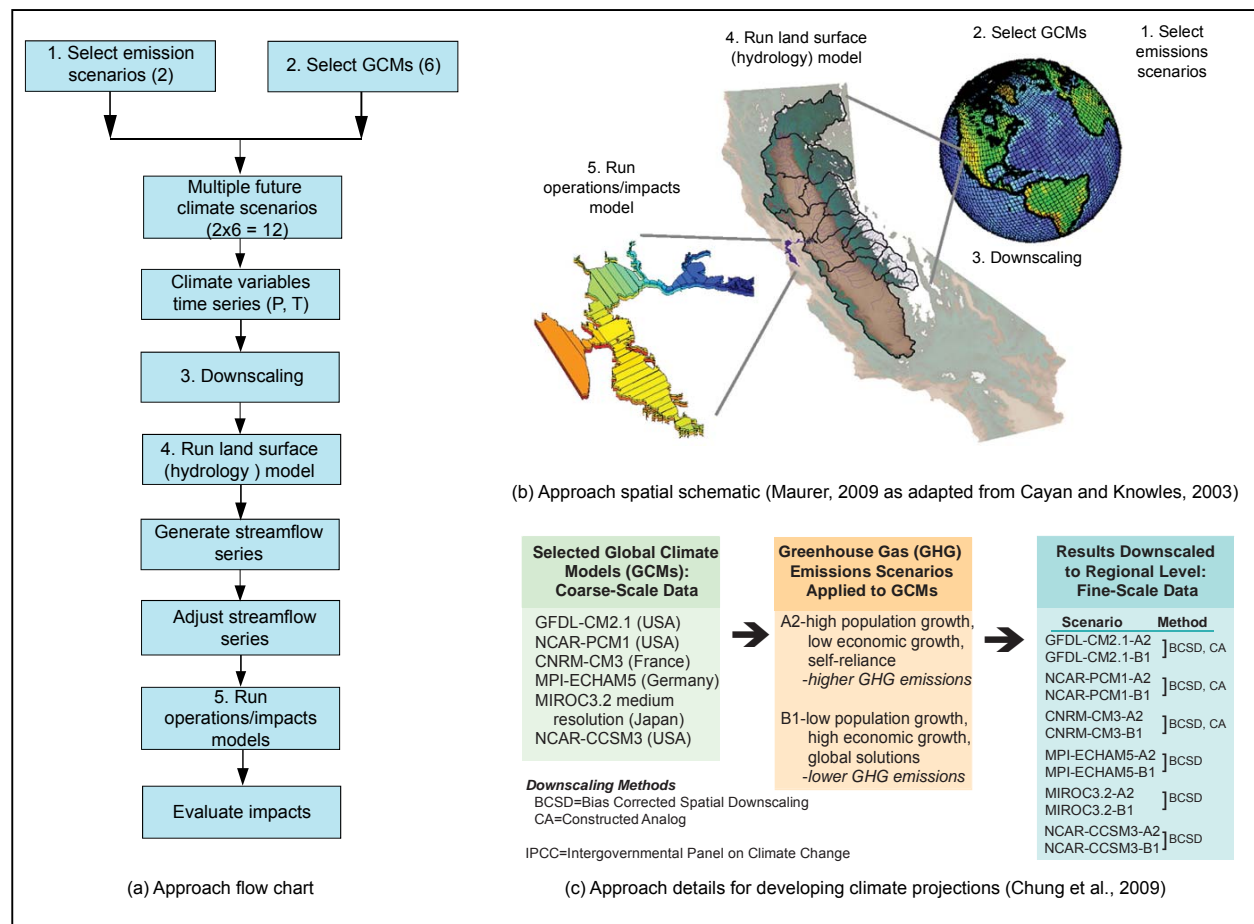 1. Select emission
scenarios (2)
2. Select GCMs (6)
Multiple future
climate scenarios
(2x6 = 12)
Climate variables
time series (P, T)
3. Downscaling
4. Run land surface
(hydrology ) model
Generate streamflow
series
Adjust streamflow
series
5. Run
operations/impacts
models
Evaluate impacts
(a) Approach flow chart
4. Run land surface
(hydrology) model
2. Select GCMs
1. Select
emissions
scenarios
5. Run
operations/impacts
model
3. Downscaling
(b) Approach spatial schematic (Maurer, 2009 as adapted from Cayan and Knowles, 2003)
Selected Global Climate
Models (GCMs):
Coarse-Scale Data
GFDL-CM2.1 (USA)
NCAR-PCM1 (USA)
CNRM-CM3 (France)
MPI-ECHAM5 (Germany)
MIROC3.2 medium
resolution (Japan)
NCAR-CCSM3 (USA)
Greenhouse Gas (GHG)
Emissions Scenarios
Applied to GCMs
A2-high population growth,
low economic growth,
self-reliance
-higher GHG emissions
B1-low population growth,
high economic growth,
global solutions
-lower GHG emissions
Results Downscaled
to Regional Level:
Fine-Scale Data
Scenario Method
GFDL-CM2.1-A2
GFDL-CM2.1-B1
]BCSD, CA
NCAR-PCM1-A2
NCAR-PCM1-B1
]BCSD, CA
CNRM-CM3-A2
CNRM-CM3-B1
]BCSD, CA
MPI-ECHAM5-A2
MPI-ECHAM5-B1
]BCSD
MIROC3.2-A2
MIROC3.2-B1
]BCSD
NCAR-CCSM3-A2
NCAR-CCSM3-B1
]BCSD
Downscaling Methods
BCSD=Bias Corrected Spatial Downscaling
CA=Constructed Analog
IPCC=Intergovernmental Panel on Climate Change
(c) Approach details for developing climate projections (Chung et al., 2009)